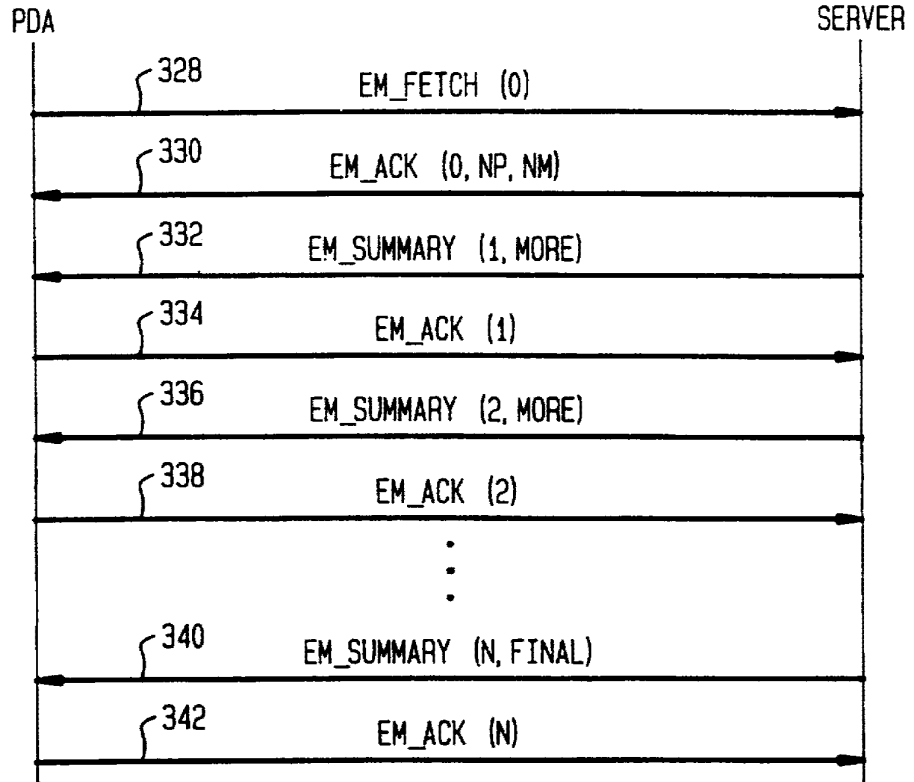 PDA SERVER
328 EM_FETCH (0)
330 EM_ACK (0, NP, NM)
332 EM_SUMMARY (1, MORE)
334 EM_ACK (1)
336 EM_SUMMARY (2, MORE)
338 EM_ACK (2)
340 EM_SUMMARY (N, FINAL)
342 EM_ACK (N)